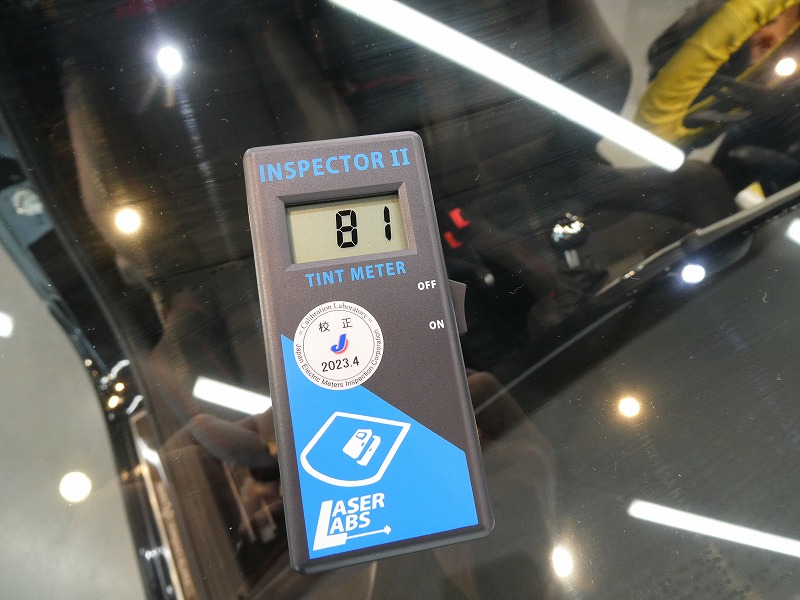 INSPECTOR II
81
TINT METER
OFF
ON
Calibration Laboratory
校正
J
2023.4
Japan Electric Meters Inspection Corporation
LASER
LABS